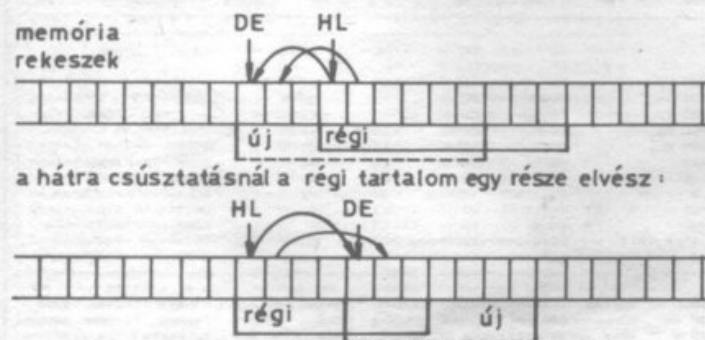 DE HL
memória
rekeszek
új régi
a hátra csúsztatásnál a régi tartalom egy része elvész :
HL DE
régi új